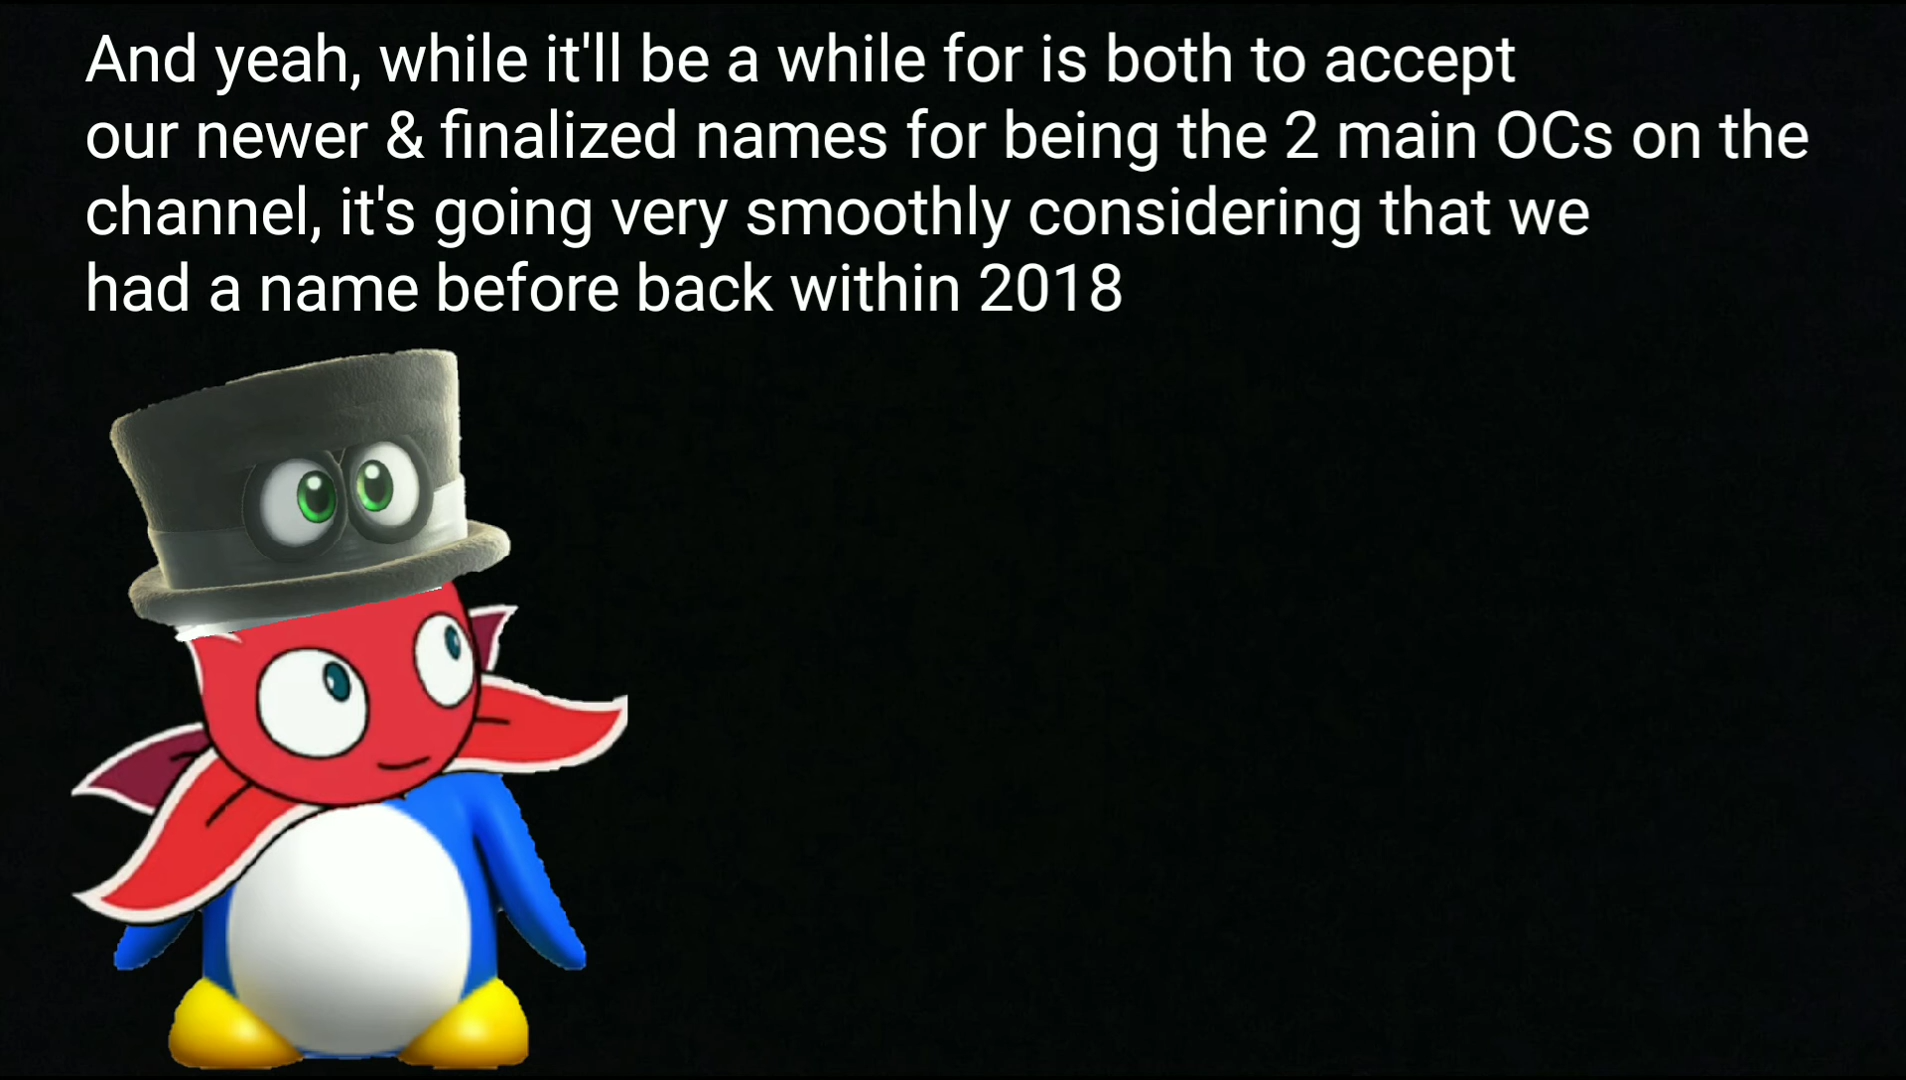 And yeah, while it'll be a while for is both to accept
our newer & finalized names for being the 2 main OCs on the
channel, it's going very smoothly considering that we
had a name before back within 2018